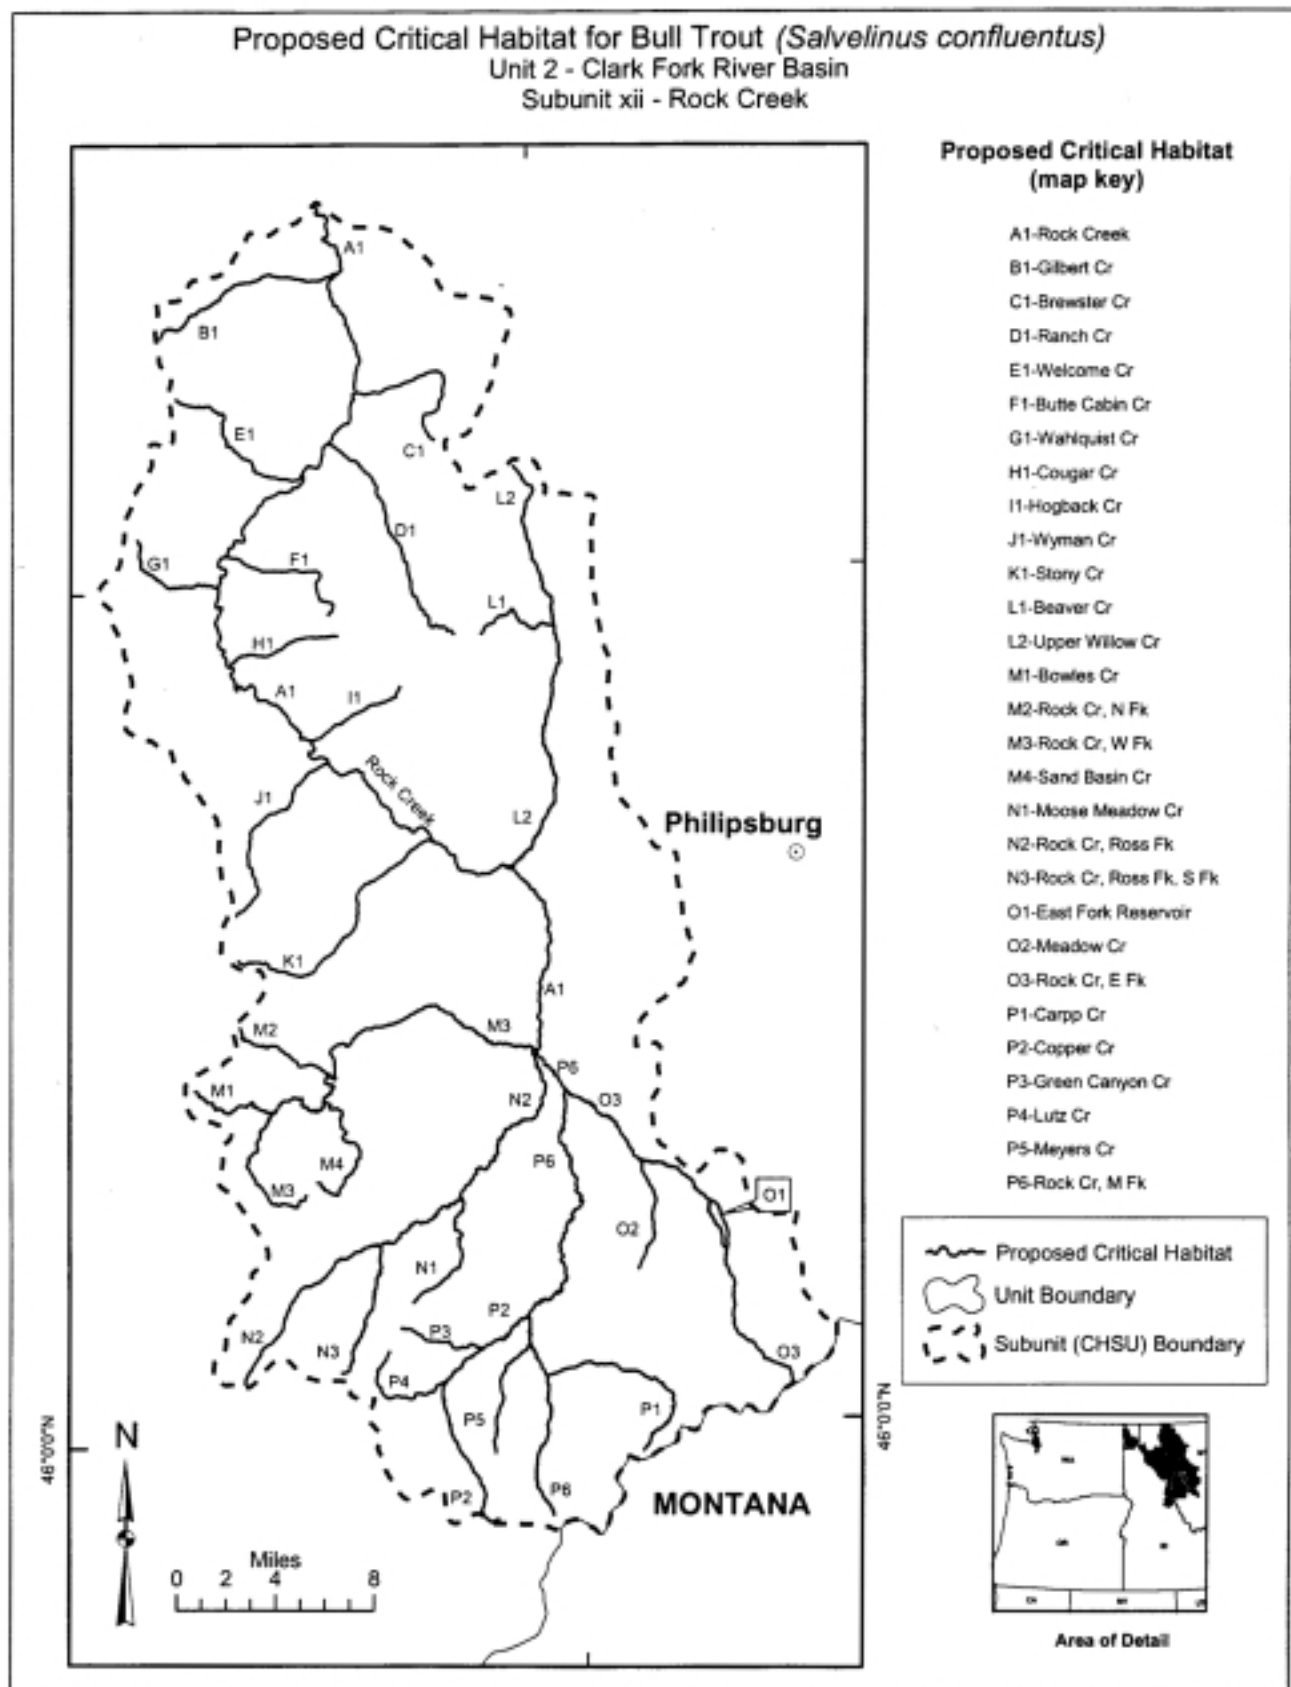 Proposed Critical Habitat for Bull Trout (Salvelinus confluentus)
Unit 2 - Clark Fork River Basin
Subunit xii - Rock Creek
Proposed Critical Habitat
(map key)
A1-Rock Creek
B1-Gilbert Cr
C1-Brewster Cr
D1-Ranch Cr
E1-Welcome Cr
F1-Butte Cabin Cr
G1-Wahlquist Cr
H1-Cougar Cr
I1-Hogback Cr
J1-Wyman Cr
K1-Stony Cr
L1-Beaver Cr
L2-Upper Willow Cr
M1-Bowles Cr
M2-Rock Cr, N Fk
M3-Rock Cr, W Fk
M4-Sand Basin Cr
N1-Moose Meadow Cr
N2-Rock Cr, Ross Fk
N3-Rock Cr, Ross Fk, S Fk
O1-East Fork Reservoir
O2-Meadow Cr
O3-Rock Cr, E Fk
P1-Carpp Cr
P2-Copper Cr
P3-Green Canyon Cr
P4-Lutz Cr
P5-Meyers Cr
P6-Rock Cr, M Fk
Proposed Critical Habitat
Unit Boundary
Subunit (CHSU) Boundary
Area of Detail
A1
B1
E1
C1
L2
D1
F1
G1
L1
H1
A1
I1
Rock Creek
J1
L2
Philipsburg
K1
A1
M2
M3
P6
M1
N2
O3
M4
P6
M3
O1
O2
N1
P2
N2
P3
N3
O3
P4
P5
P1
P2
P6
MONTANA
46°0'0"N
46°0'0"N
N
Miles
0 2 4 8